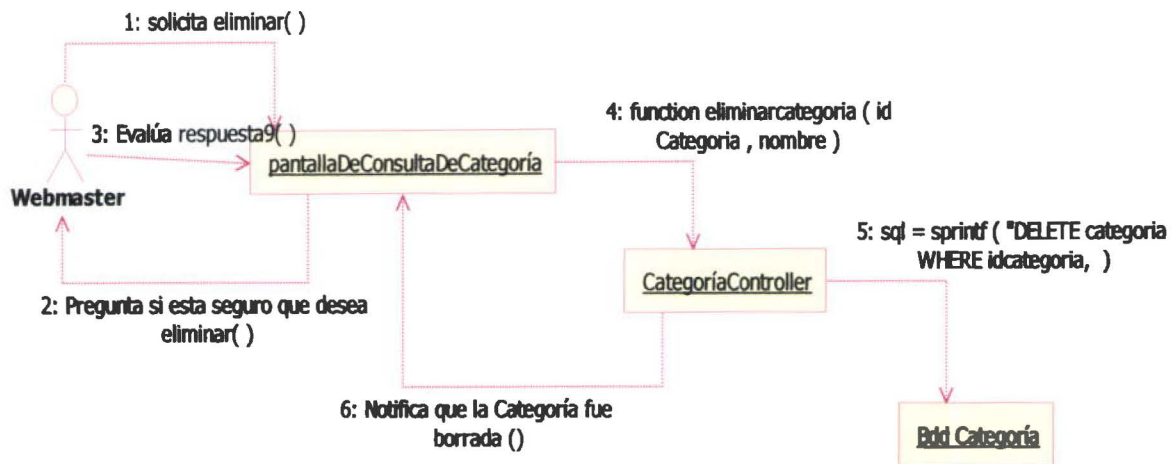 1: solicita eliminar( )
3: Evalúa respuesta9( )
Webmaster
pantallaDeConsultaDeCategoría
4: function eliminarcategoria ( id
Categoria , nombre )
2: Pregunta si esta seguro que desea
eliminar( )
CategoríaController
5: sql = sprintf ( "DELETE categoria
WHERE idcategoria, )
6: Notifica que la Categoría fue
borrada ()
Bdd Categoría